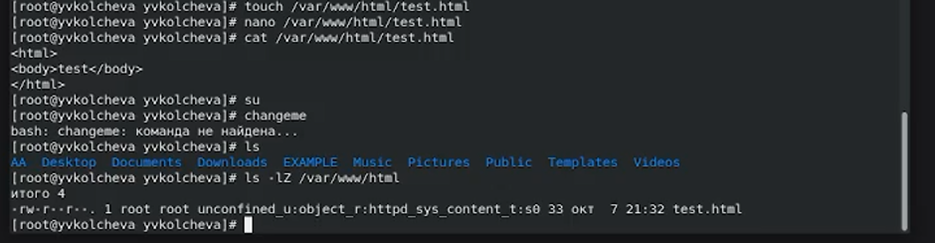 [root@yvkolcheva yvkolcheva]# touch /var/www/html/test.html
[root@yvkolcheva yvkolcheva]# nano /var/www/html/test.html
[root@yvkolcheva yvkolcheva]# cat /var/www/html/test.html
<html>
<body>test</body>
</html>
[root@yvkolcheva yvkolcheva]# su
[root@yvkolcheva yvkolcheva]# changeme
bash: changeme: команда не найдена...
[root@yvkolcheva yvkolcheva]# ls
AA  Desktop  Documents  Downloads  EXAMPLE  Music  Pictures  Public  Templates  Videos
[root@yvkolcheva yvkolcheva]# ls -lZ /var/www/html
итого 4
-rw-r--r--. 1 root root unconfined_u:object_r:httpd_sys_content_t:s0 33 окт  7 21:32 test.html
[root@yvkolcheva yvkolcheva]#